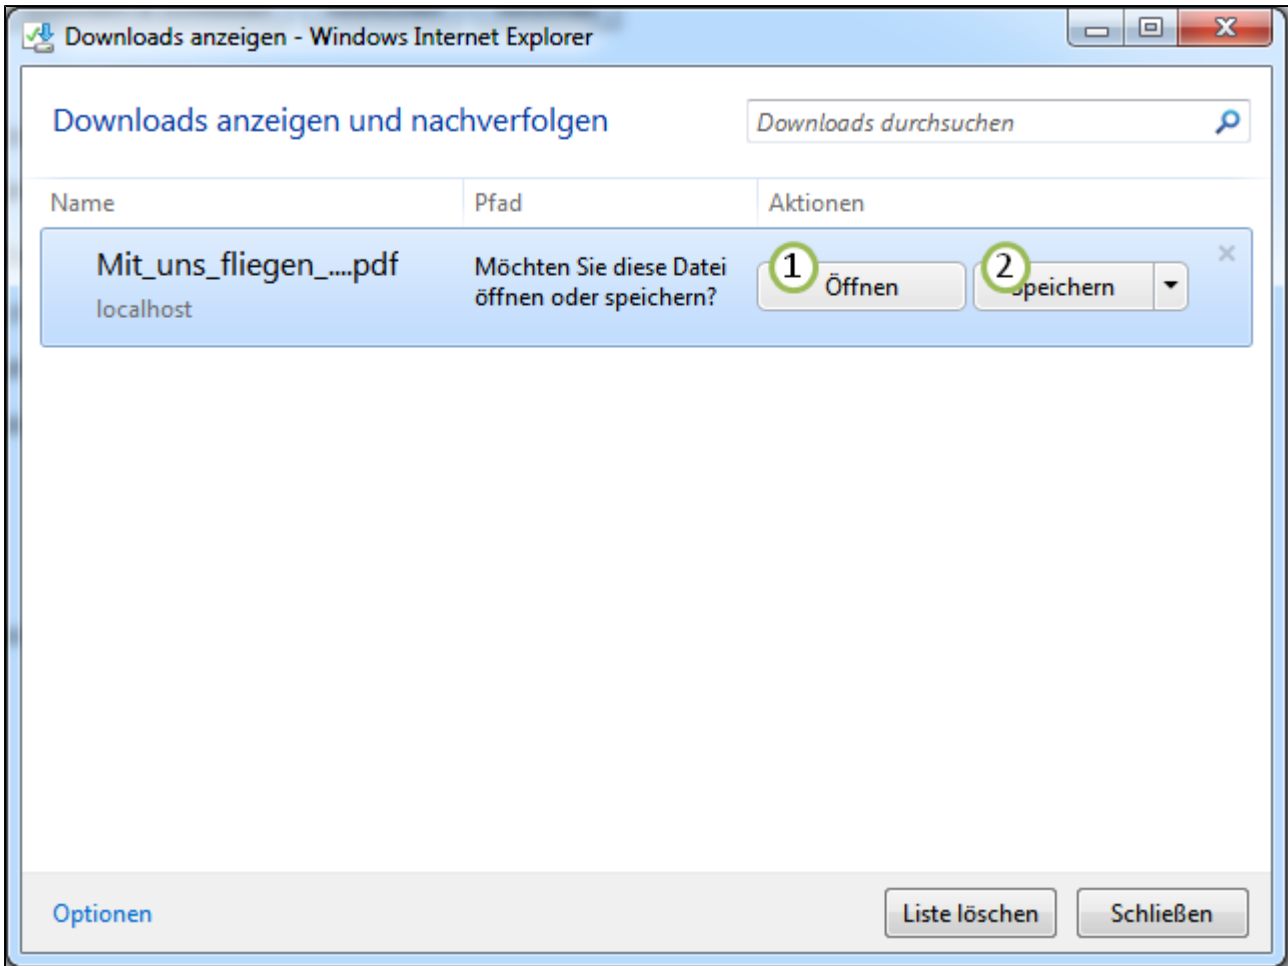 Downloads anzeigen - Windows Internet Explorer
Downloads anzeigen und nachverfolgen
Downloads durchsuchen
Name Pfad Aktionen
Mit_uns_fliegen_....pdf
localhost
Möchten Sie diese Datei
öffnen oder speichern?
1 Öffnen
2 Speichern
Optionen
Liste löschen
Schließen